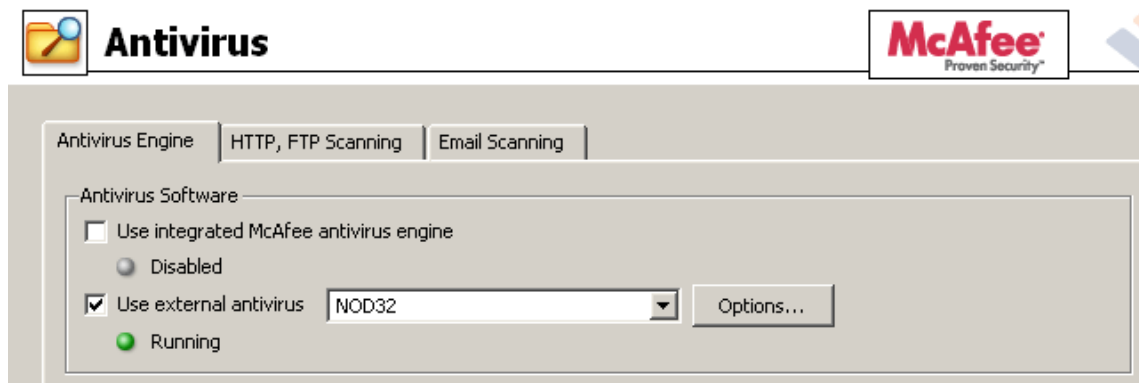 Antivirus
McAfee®
Proven Security™
Antivirus Engine
HTTP, FTP Scanning
Email Scanning
Antivirus Software
Use integrated McAfee antivirus engine
Disabled
Use external antivirus NOD32 Options...
Running